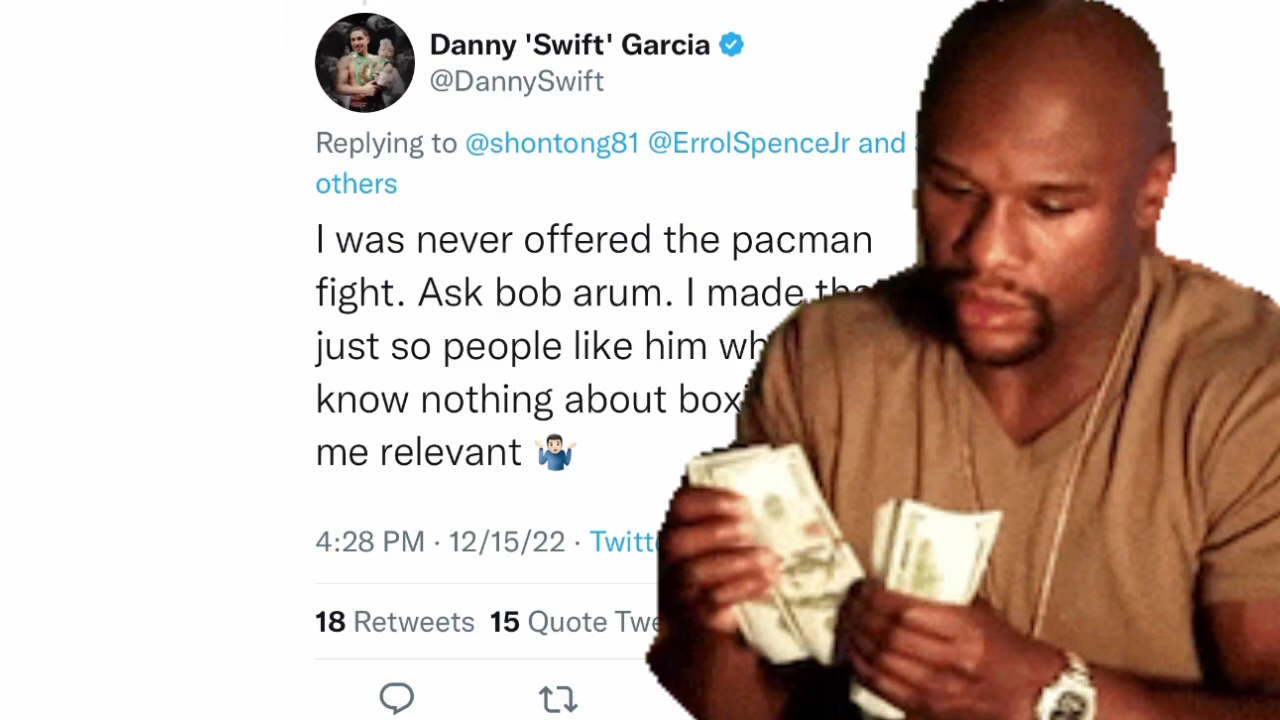 Danny 'Swift' Garcia
@DannySwift
Replying to @shontong81 @ErrolSpenceJr and
others
I was never offered the pacman
fight. Ask bob arum. I made
just so people like him
know nothing about
me relevant 🤷🏻‍♂️
4:28 PM · 12/15/22 ·
18 Retweets 15 Quote